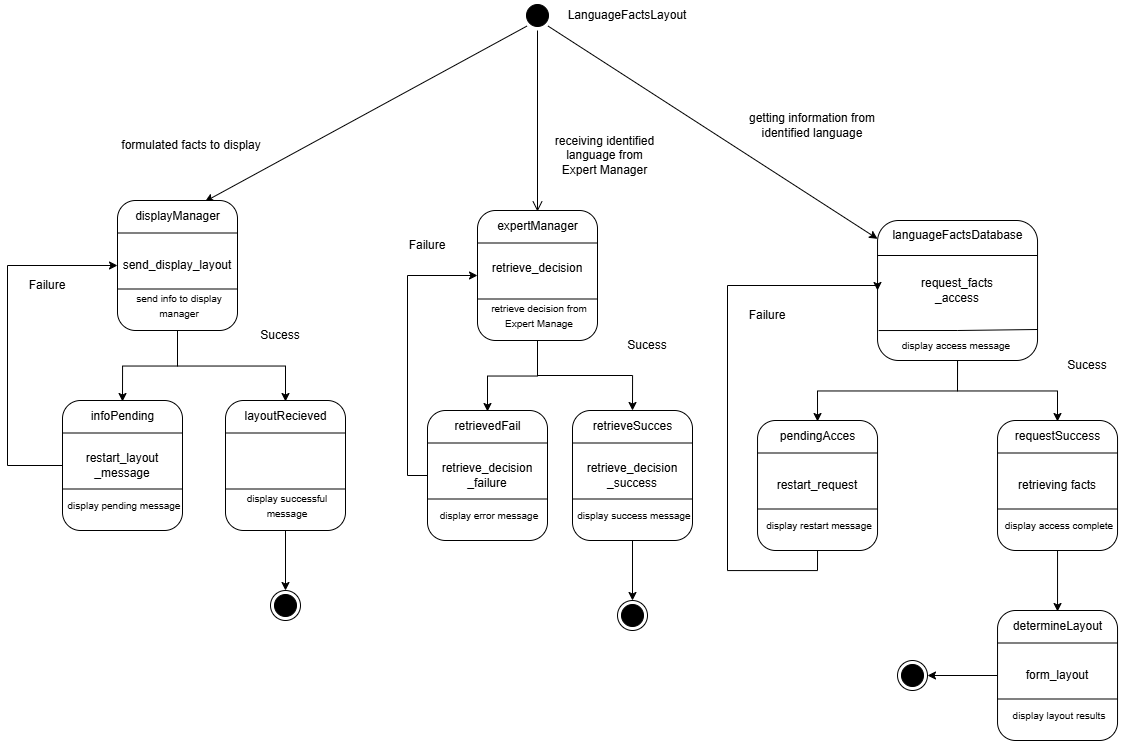 LanguageFactsLayout
formulated facts to display
receiving identified
language from
Expert Manager
getting information from
identified language
displayManager
send_display_layout
send info to display
manager
Failure
Sucess
infoPending
restart_layout
_message
display pending message
layoutRecieved
display successful
message
expertManager
retrieve_decision
retrieve decision from
Expert Manage
Failure
Sucess
retrievedFail
retrieve_decision
_failure
display error message
retrieveSucces
retrieve_decision
_success
display success message
languageFactsDatabase
request_facts
_access
display access message
Failure
Sucess
pendingAcces
restart_request
display restart message
requestSuccess
retrieving facts
display access complete
determineLayout
form_layout
display layout results